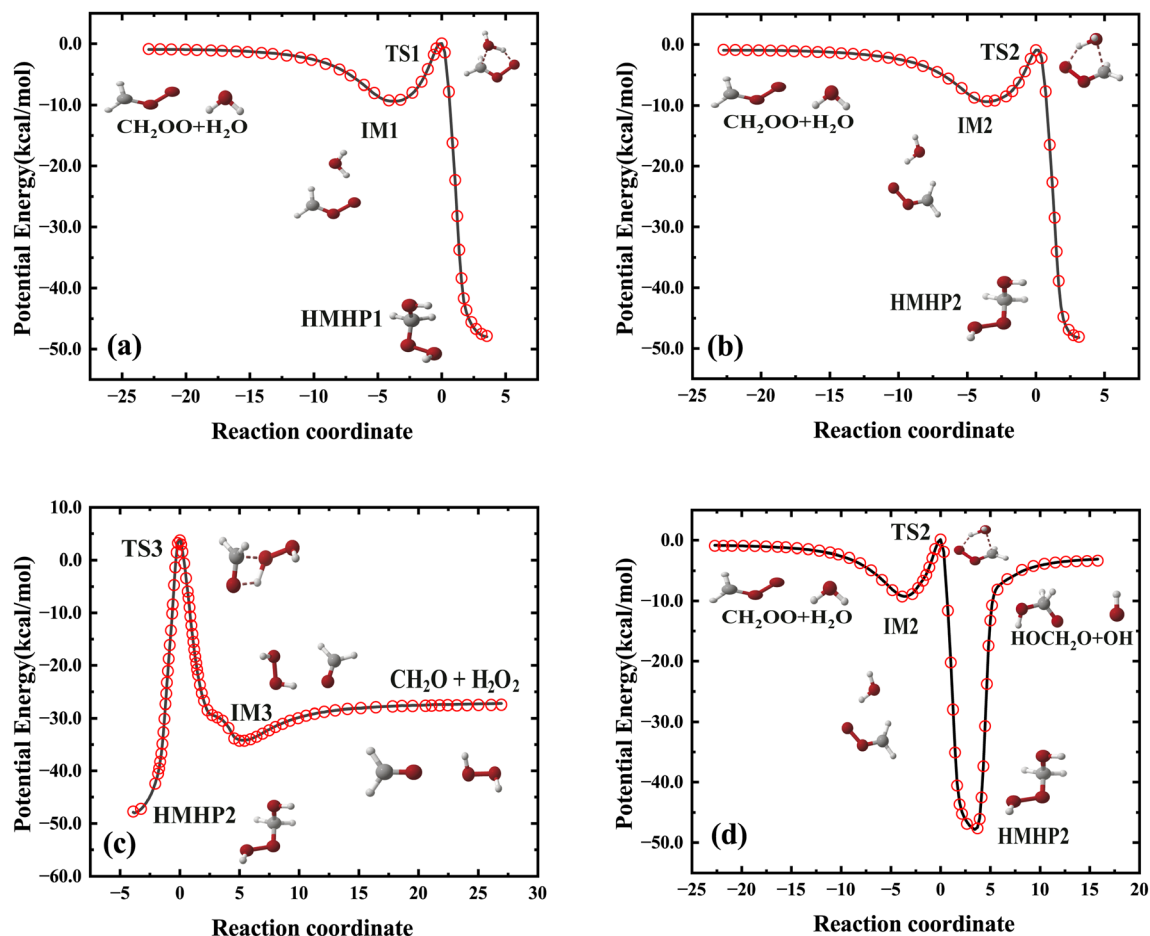 0.0
−10.0
−20.0
−30.0
−40.0
−50.0
Potential Energy(kcal/mol)
TS1
CH₂OO+H₂O
IM1
HMHP1
(a)
−25 −20 −15 −10 −5 0 5
Reaction coordinate
0.0
−10.0
−20.0
−30.0
−40.0
−50.0
Potential Energy(kcal/mol)
TS2
CH₂OO+H₂O
IM2
HMHP2
(b)
−25 −20 −15 −10 −5 0 5
Reaction coordinate
10.0
0.0
−10.0
−20.0
−30.0
−40.0
−50.0
−60.0
Potential Energy(kcal/mol)
TS3
CH₂O + H₂O₂
IM3
HMHP2
(c)
−5 0 5 10 15 20 25 30
Reaction coordinate
0.0
−10.0
−20.0
−30.0
−40.0
−50.0
Potential Energy(kcal/mol)
TS2
CH₂OO+H₂O
IM2
HOCH₂O+OH
HMHP2
(d)
−25 −20 −15 −10 −5 0 5 10 15 20
Reaction coordinate